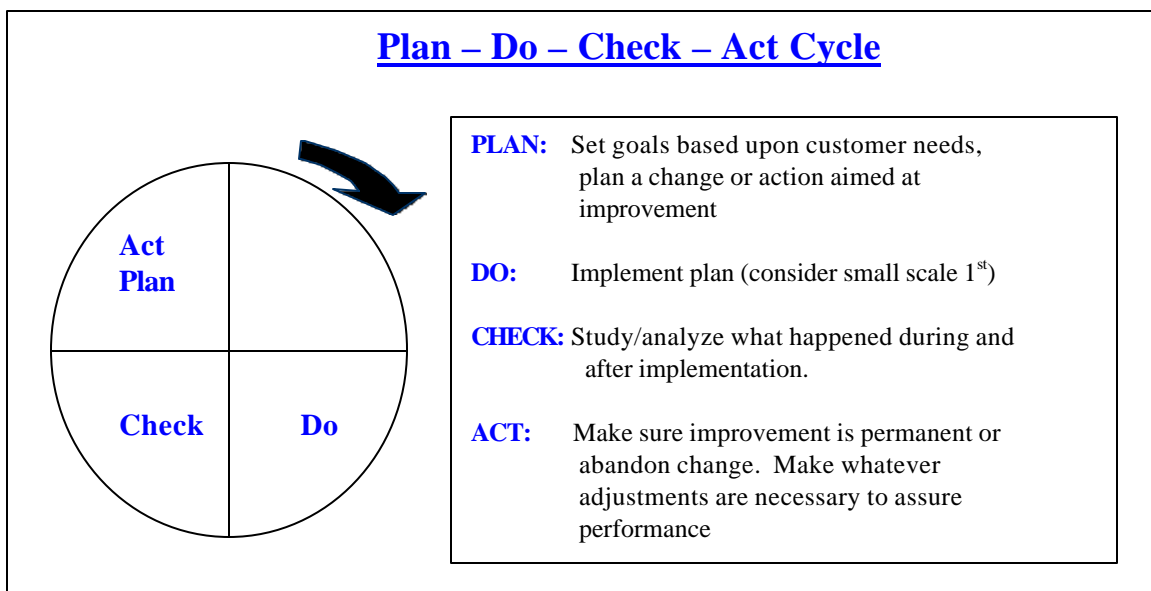 Plan – Do – Check – Act Cycle
Act
Plan
Check Do
PLAN: Set goals based upon customer needs,
plan a change or action aimed at
improvement
DO: Implement plan (consider small scale 1st)
CHECK: Study/analyze what happened during and
after implementation.
ACT: Make sure improvement is permanent or
abandon change. Make whatever
adjustments are necessary to assure
performance